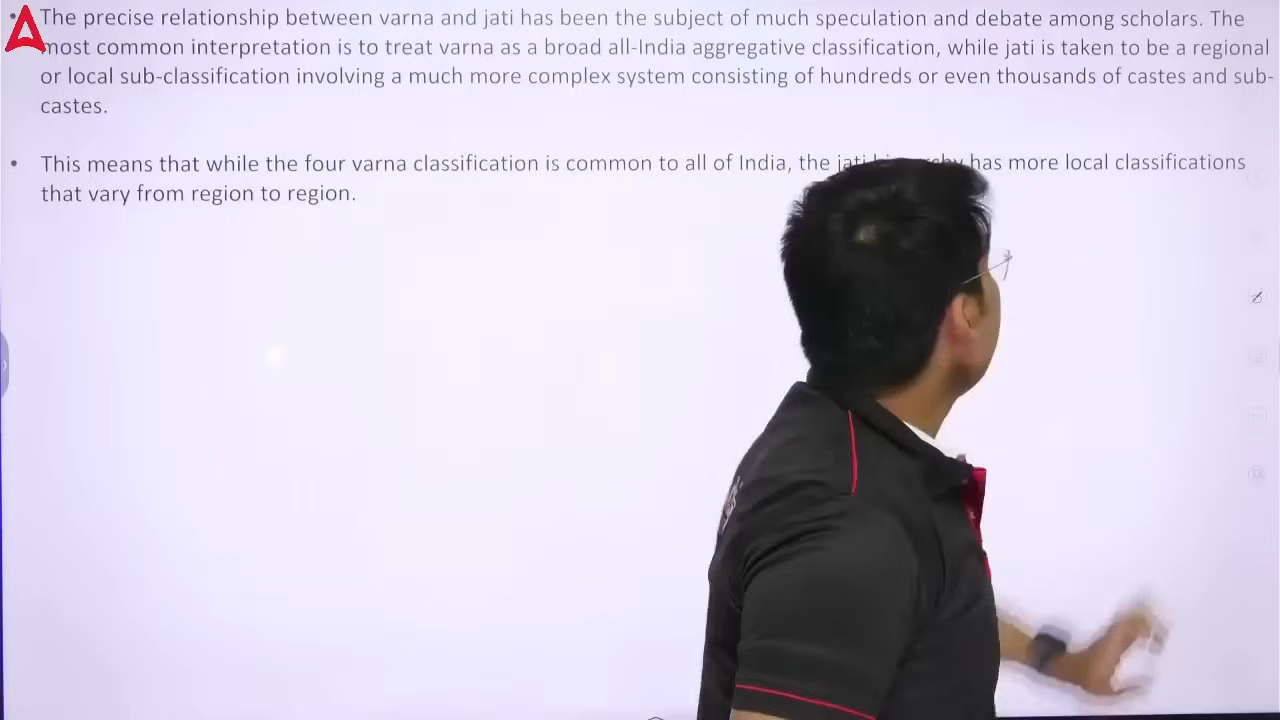 • The precise relationship between varna and jati has been the subject of much speculation and debate among scholars. The
most common interpretation is to treat varna as a broad all-India aggregative classification, while jati is taken to be a regional
or local sub-classification involving a much more complex system consisting of hundreds or even thousands of castes and sub-
castes.
• This means that while the four varna classification is common to all of India, the jati hierarchy has more local classifications
that vary from region to region.